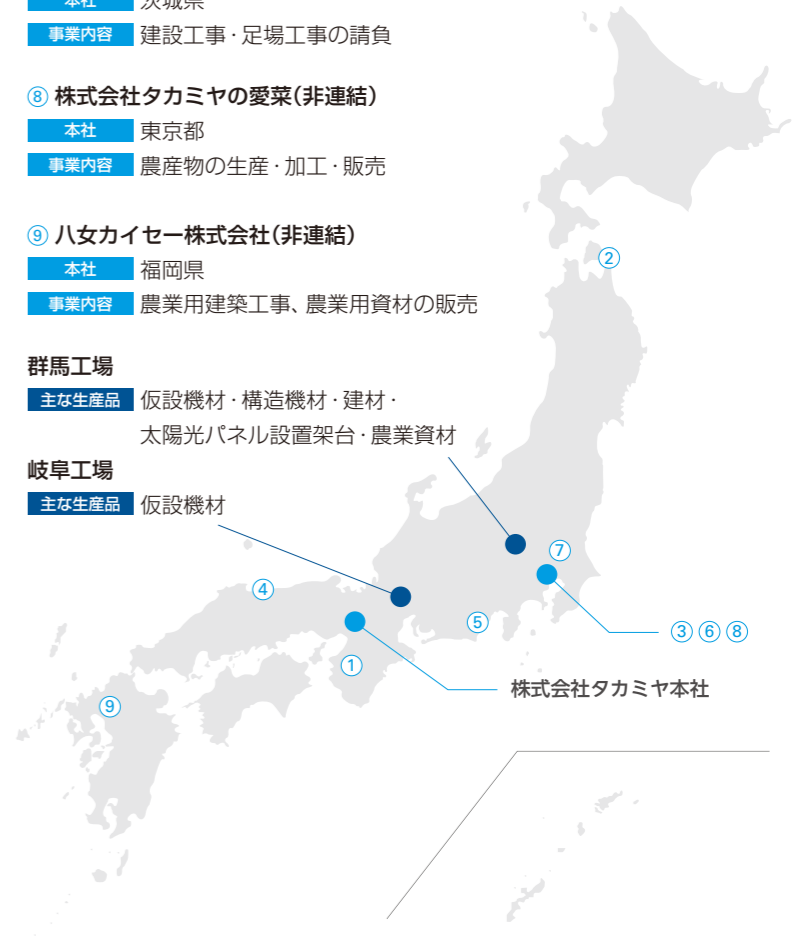 本社 茨城県
事業内容 建設工事・足場工事の請負
⑧ 株式会社タカミヤの愛菜(非連結)
本社 東京都
事業内容 農産物の生産・加工・販売
⑨ 八女カイセー株式会社(非連結)
本社 福岡県
事業内容 農業用建築工事、農業用資材の販売
群馬工場
主な生産品 仮設機材・構造機材・建材・
太陽光パネル設置架台・農業資材
岐阜工場
主な生産品 仮設機材
②
⑦
④
⑤
③⑥⑧
①
株式会社タカミヤ本社
⑨